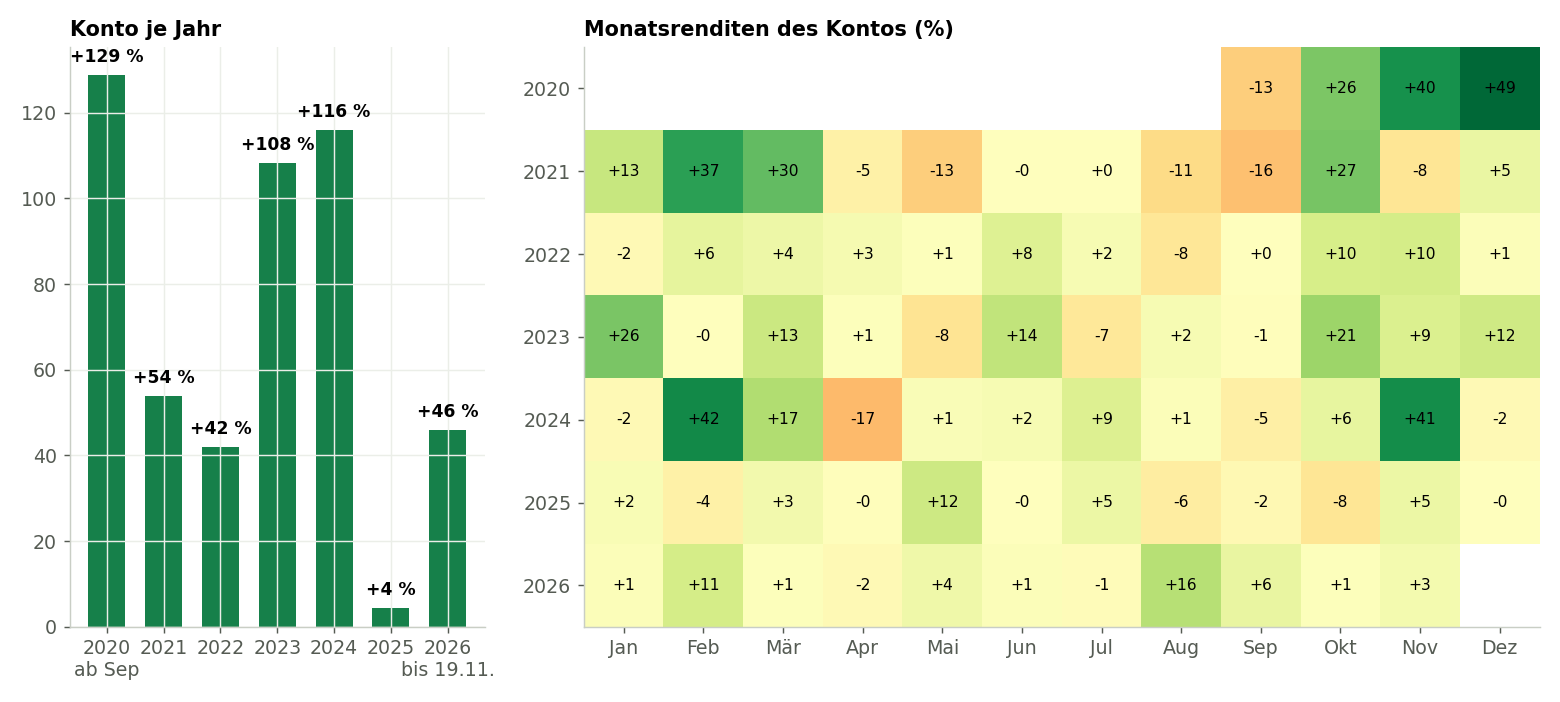 Konto je Jahr
+129 %
+54 %
+42 %
+108 %
+116 %
+4 %
+46 %
120
100
80
60
40
20
0
2020 2021 2022 2023 2024 2025 2026
ab Sep bis 19.11.
Monatsrenditen des Kontos (%)
2020 -13 +26 +40 +49
2021 +13 +37 +30 -5 -13 -0 +0 -11 -16 +27 -8 +5
2022 -2 +6 +4 +3 +1 +8 +2 -8 +0 +10 +10 +1
2023 +26 -0 +13 +1 -8 +14 -7 +2 -1 +21 +9 +12
2024 -2 +42 +17 -17 +1 +2 +9 +1 -5 +6 +41 -2
2025 +2 -4 +3 -0 +12 -0 +5 -6 -2 -8 +5 -0
2026 +1 +11 +1 -2 +4 +1 -1 +16 +6 +1 +3
Jan Feb Mär Apr Mai Jun Jul Aug Sep Okt Nov Dez